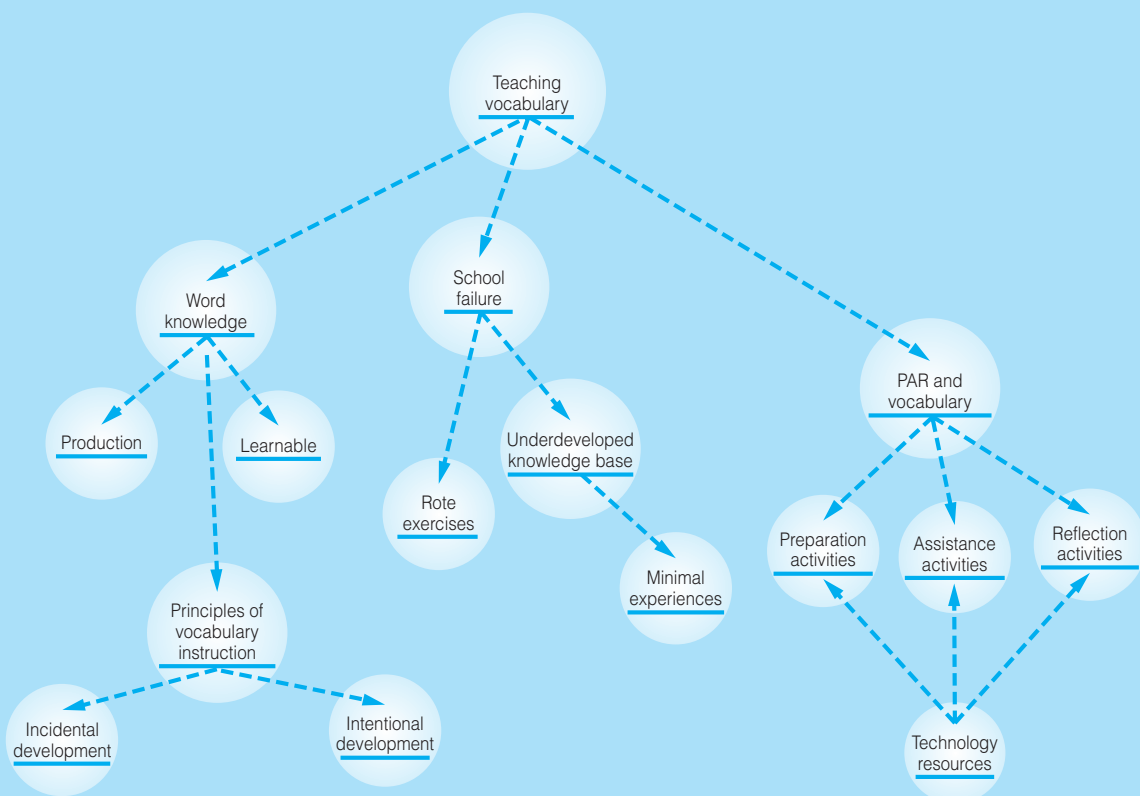 Teaching
vocabulary
Word
knowledge
School
failure
PAR and
vocabulary
Production
Learnable
Underdeveloped
knowledge base
Rote
exercises
Preparation
activities
Assistance
activities
Reflection
activities
Minimal
experiences
Principles of
vocabulary
instruction
Incidental
development
Intentional
development
Technology
resources